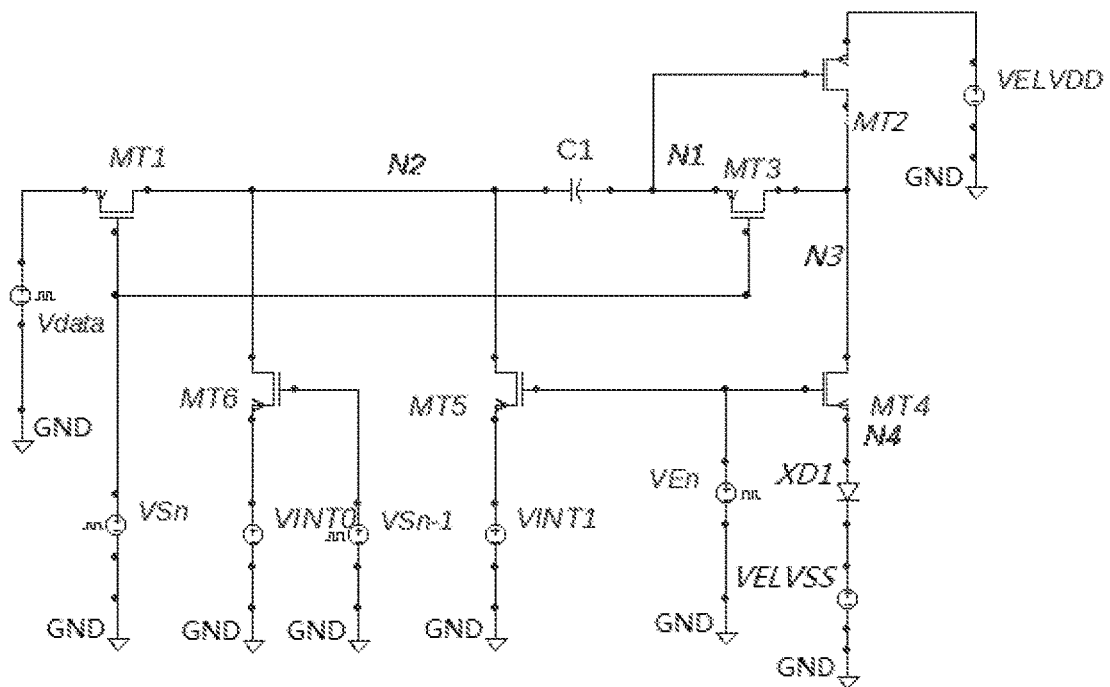 VELVDD
MT2
GND
MT1
N2
C1
N1
MT3
N3
Vdata
GND
MT6
MT5
MT4
N4
XD1
VEn
VSn
VINT0
VSn-1
VINT1
VELVSS
GND
GND
GND
GND
GND
GND